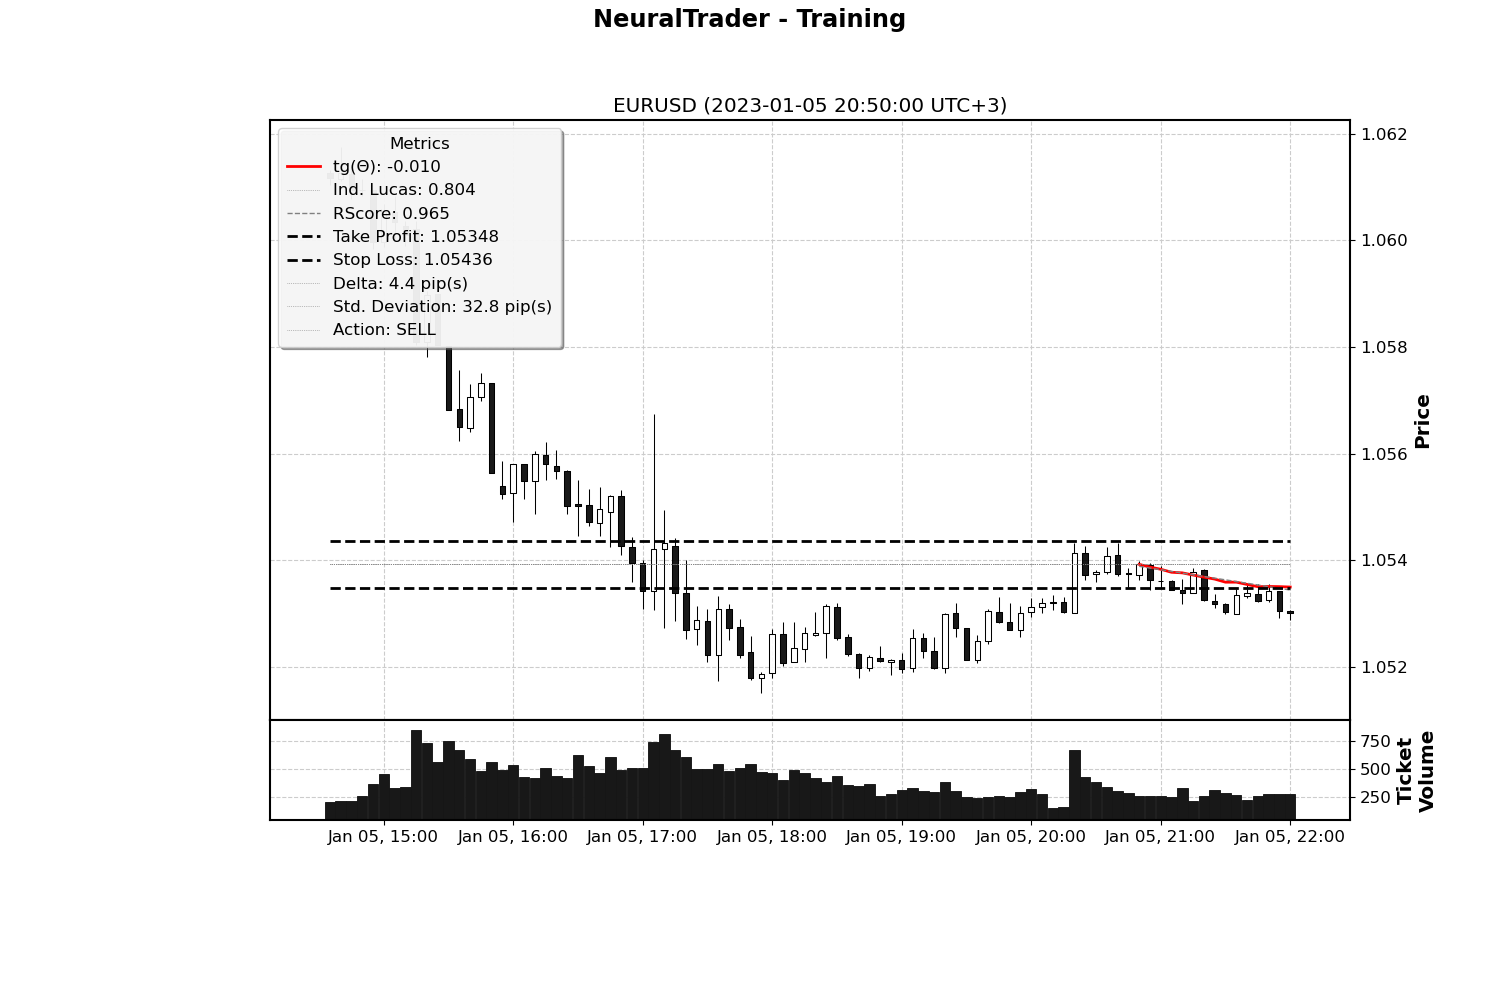 NeuralTrader - Training
EURUSD (2023-01-05 20:50:00 UTC+3)
Metrics
tg(Θ): -0.010
Ind. Lucas: 0.804
RScore: 0.965
Take Profit: 1.05348
Stop Loss: 1.05436
Delta: 4.4 pip(s)
Std. Deviation: 32.8 pip(s)
Action: SELL
1.062
1.060
1.058
1.056
1.054
1.052
Price
750
500
250
Ticket
Volume
Jan 05, 15:00
Jan 05, 16:00
Jan 05, 17:00
Jan 05, 18:00
Jan 05, 19:00
Jan 05, 20:00
Jan 05, 21:00
Jan 05, 22:00